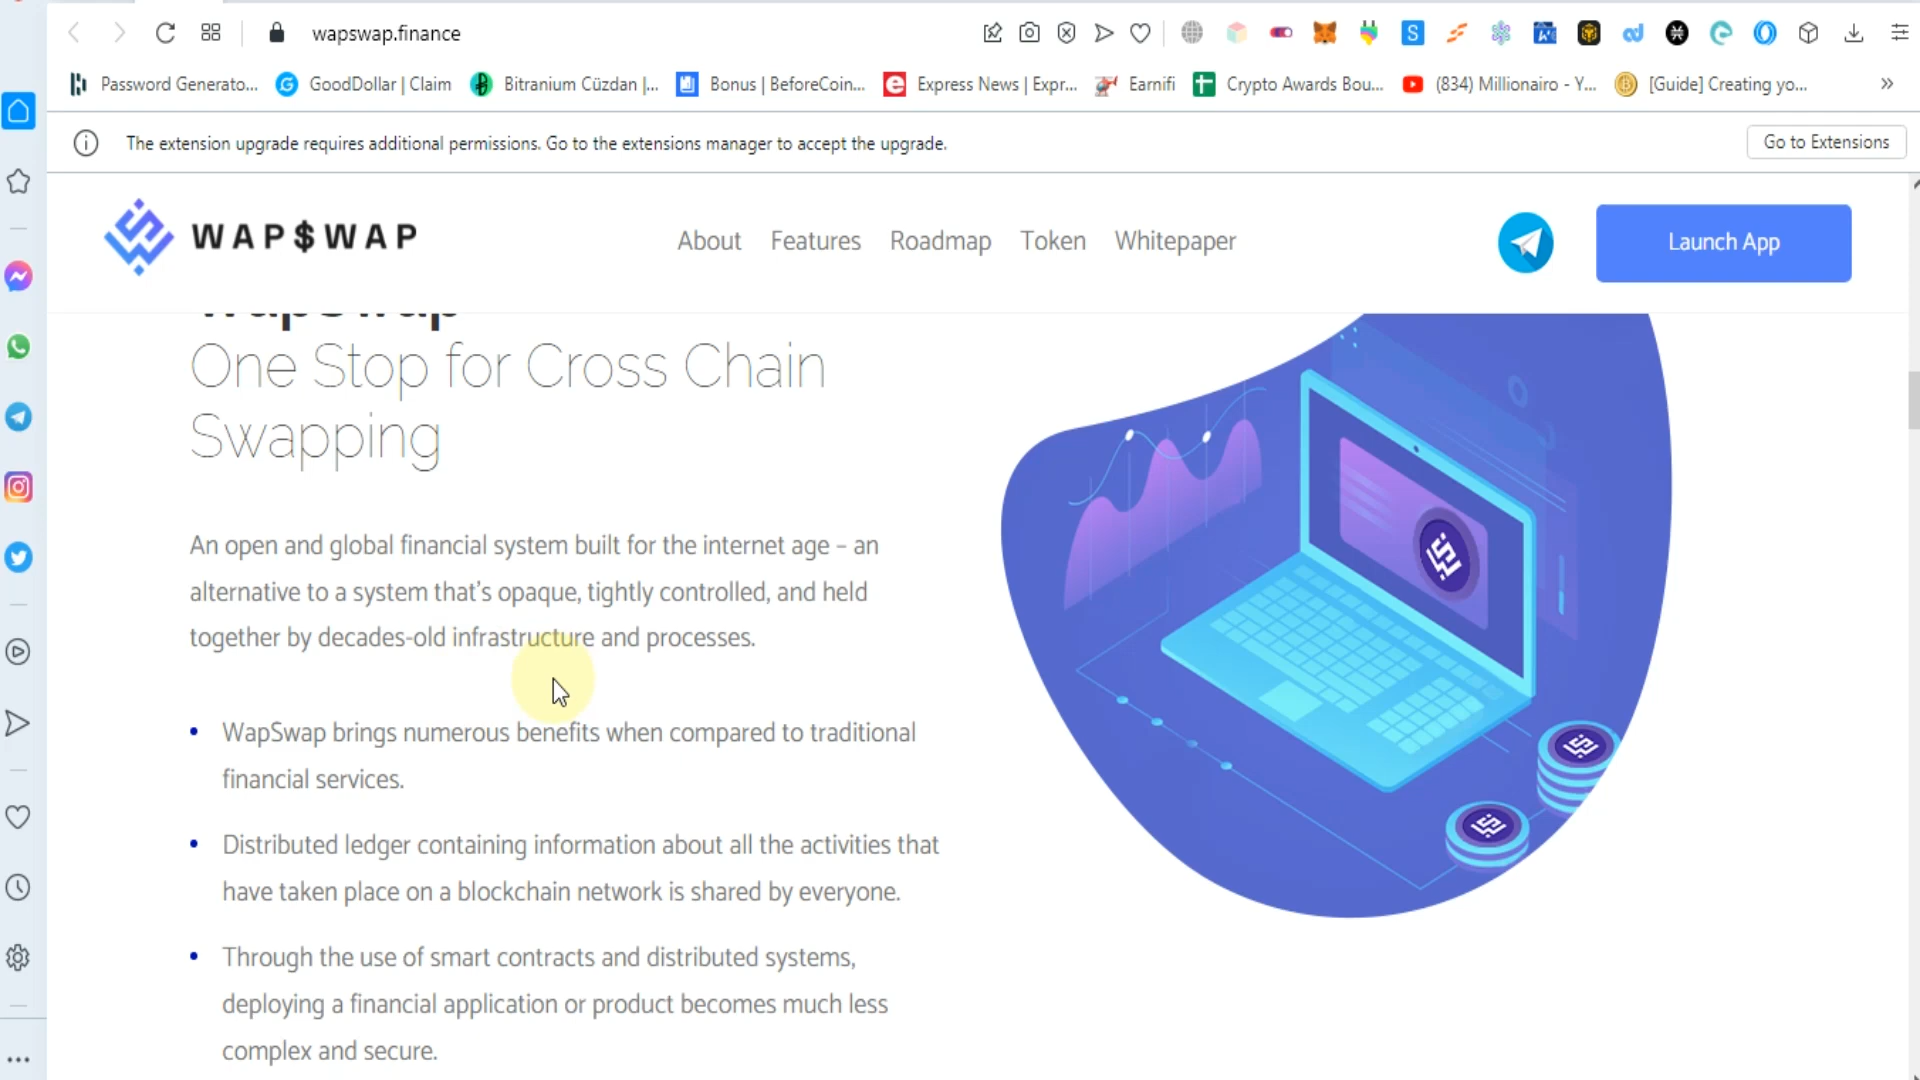 wapswap.finance
Password Generato... GoodDollar | Claim Bitranium Cüzdan |... Bonus | BeforeCoin... Express News | Expr... Earnifi Crypto Awards Bou... (834) Millionairo - Y... [Guide] Creating yo... »
The extension upgrade requires additional permissions. Go to the extensions manager to accept the upgrade. Go to Extensions
WAP$WAP About Features Roadmap Token Whitepaper Launch App
WapSwap
One Stop for Cross Chain
Swapping
An open and global financial system built for the internet age – an
alternative to a system that's opaque, tightly controlled, and held
together by decades-old infrastructure and processes.
• WapSwap brings numerous benefits when compared to traditional
financial services.
• Distributed ledger containing information about all the activities that
have taken place on a blockchain network is shared by everyone.
• Through the use of smart contracts and distributed systems,
deploying a financial application or product becomes much less
complex and secure.